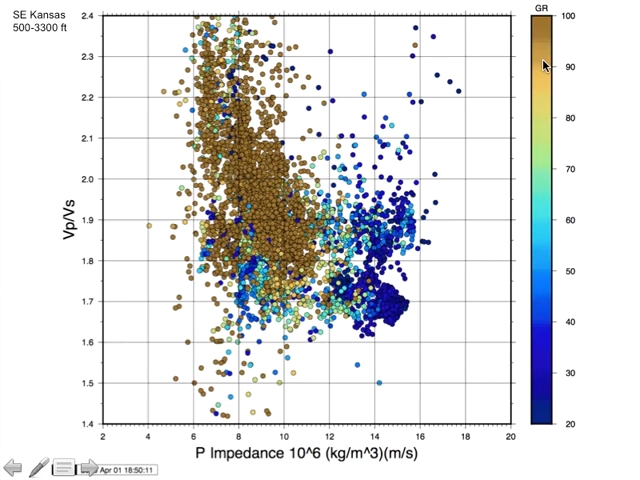 SE Kansas
500-3300 ft
GR
2.4
2.3
2.2
2.1
2.0
1.9
1.8
1.7
1.6
1.5
1.4
Vp/Vs
2 4 6 8 10 12 14 16 18 20
P Impedance 10^6 (kg/m^3)(m/s)
100
90
80
70
60
50
40
30
20
Apr 01 18:50:11